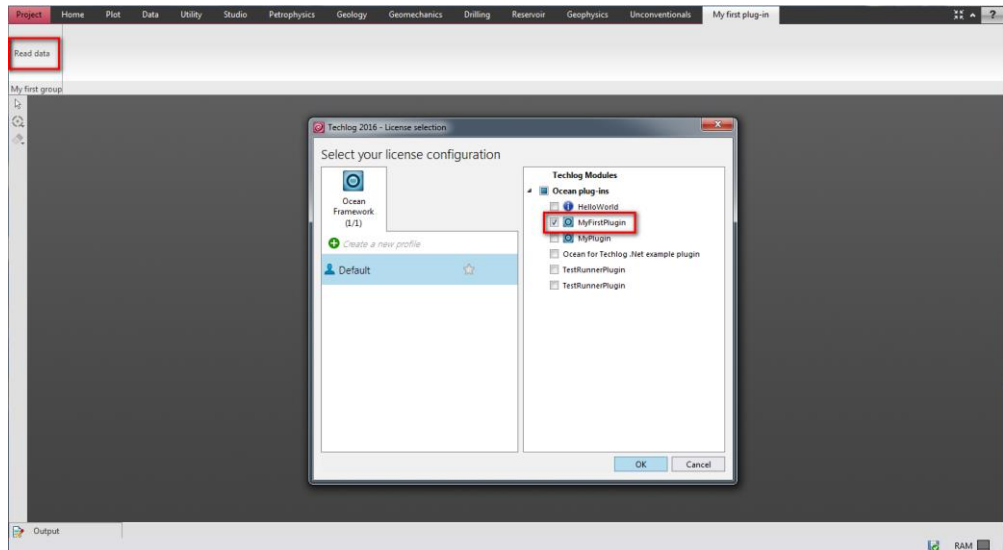 Project Home Plot Data Utility Studio Petrophysics Geology Geomechanics Drilling Reservoir Geophysics Unconventionals My first plug-in ?
Read data
My first group
Techlog 2016 - License selection
Select your license configuration
Ocean
Framework
(1/1)
Create a new profile
Default
Techlog Modules
Ocean plug-ins
HelloWorld
MyFirstPlugin
MyPlugin
Ocean for Techlog .Net example plugin
TestRunnerPlugin
TestRunnerPlugin
OK Cancel
Output
RAM